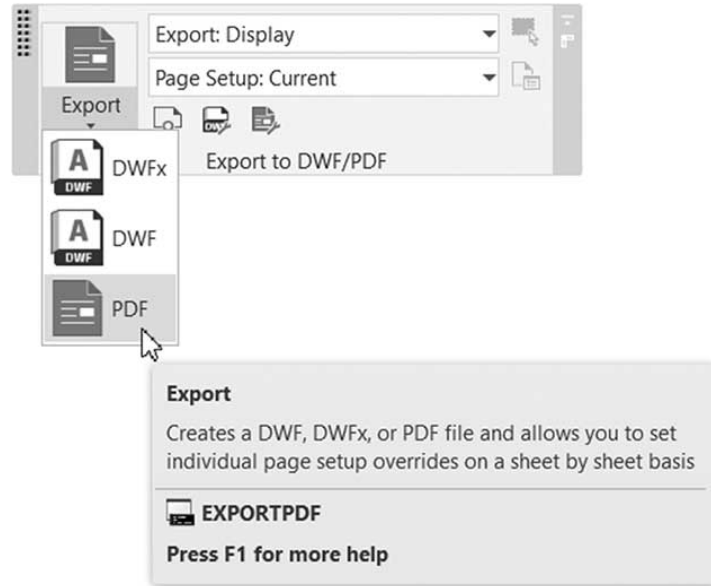 Export: Display
Page Setup: Current
Export
DWF
Export to DWF/PDF
A
DWF
DWFx
A
DWF
DWF
PDF
Export
Creates a DWF, DWFx, or PDF file and allows you to set
individual page setup overrides on a sheet by sheet basis
EXPORTPDF
Press F1 for more help